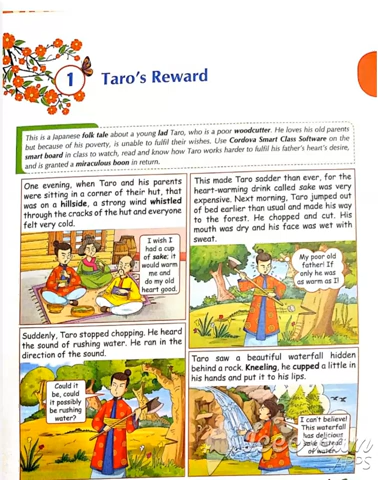 1
Taro's Reward
This is a Japanese folk tale about a young lad Taro, who is a poor woodcutter. He loves his old parents
but because of his poverty, is unable to fulfil their wishes. Use Cordova Smart Class Software on the
smart board in class to watch, read and know how Taro works harder to fulfil his father's heart's desire,
and is granted a miraculous boon in return.
One evening, when Taro and his parents
were sitting in a corner of their hut, that
was on a hillside, a strong wind whistled
through the cracks of the hut and everyone
felt very cold.
I wish I
had a cup
of sake; it
would warm
me and
do my old
heart good.
This made Taro sadder than ever, for the
heart-warming drink called sake was very
expensive. Next morning, Taro jumped out
of bed earlier than usual and made his way
to the forest. He chopped and cut. His
mouth was dry and his face was wet with
sweat.
My poor old
father! If
only he was
as warm as I!
Suddenly, Taro stopped chopping. He heard
the sound of rushing water. He ran in the
direction of the sound.
Could it
be, could it
possibly be
rushing
water?
Taro saw a beautiful waterfall hidden
behind a rock. Kneeling, he cupped a little in
his hands and put it to his lips.
I can't believe!
This waterfall
has delicious
sake instead
of water.